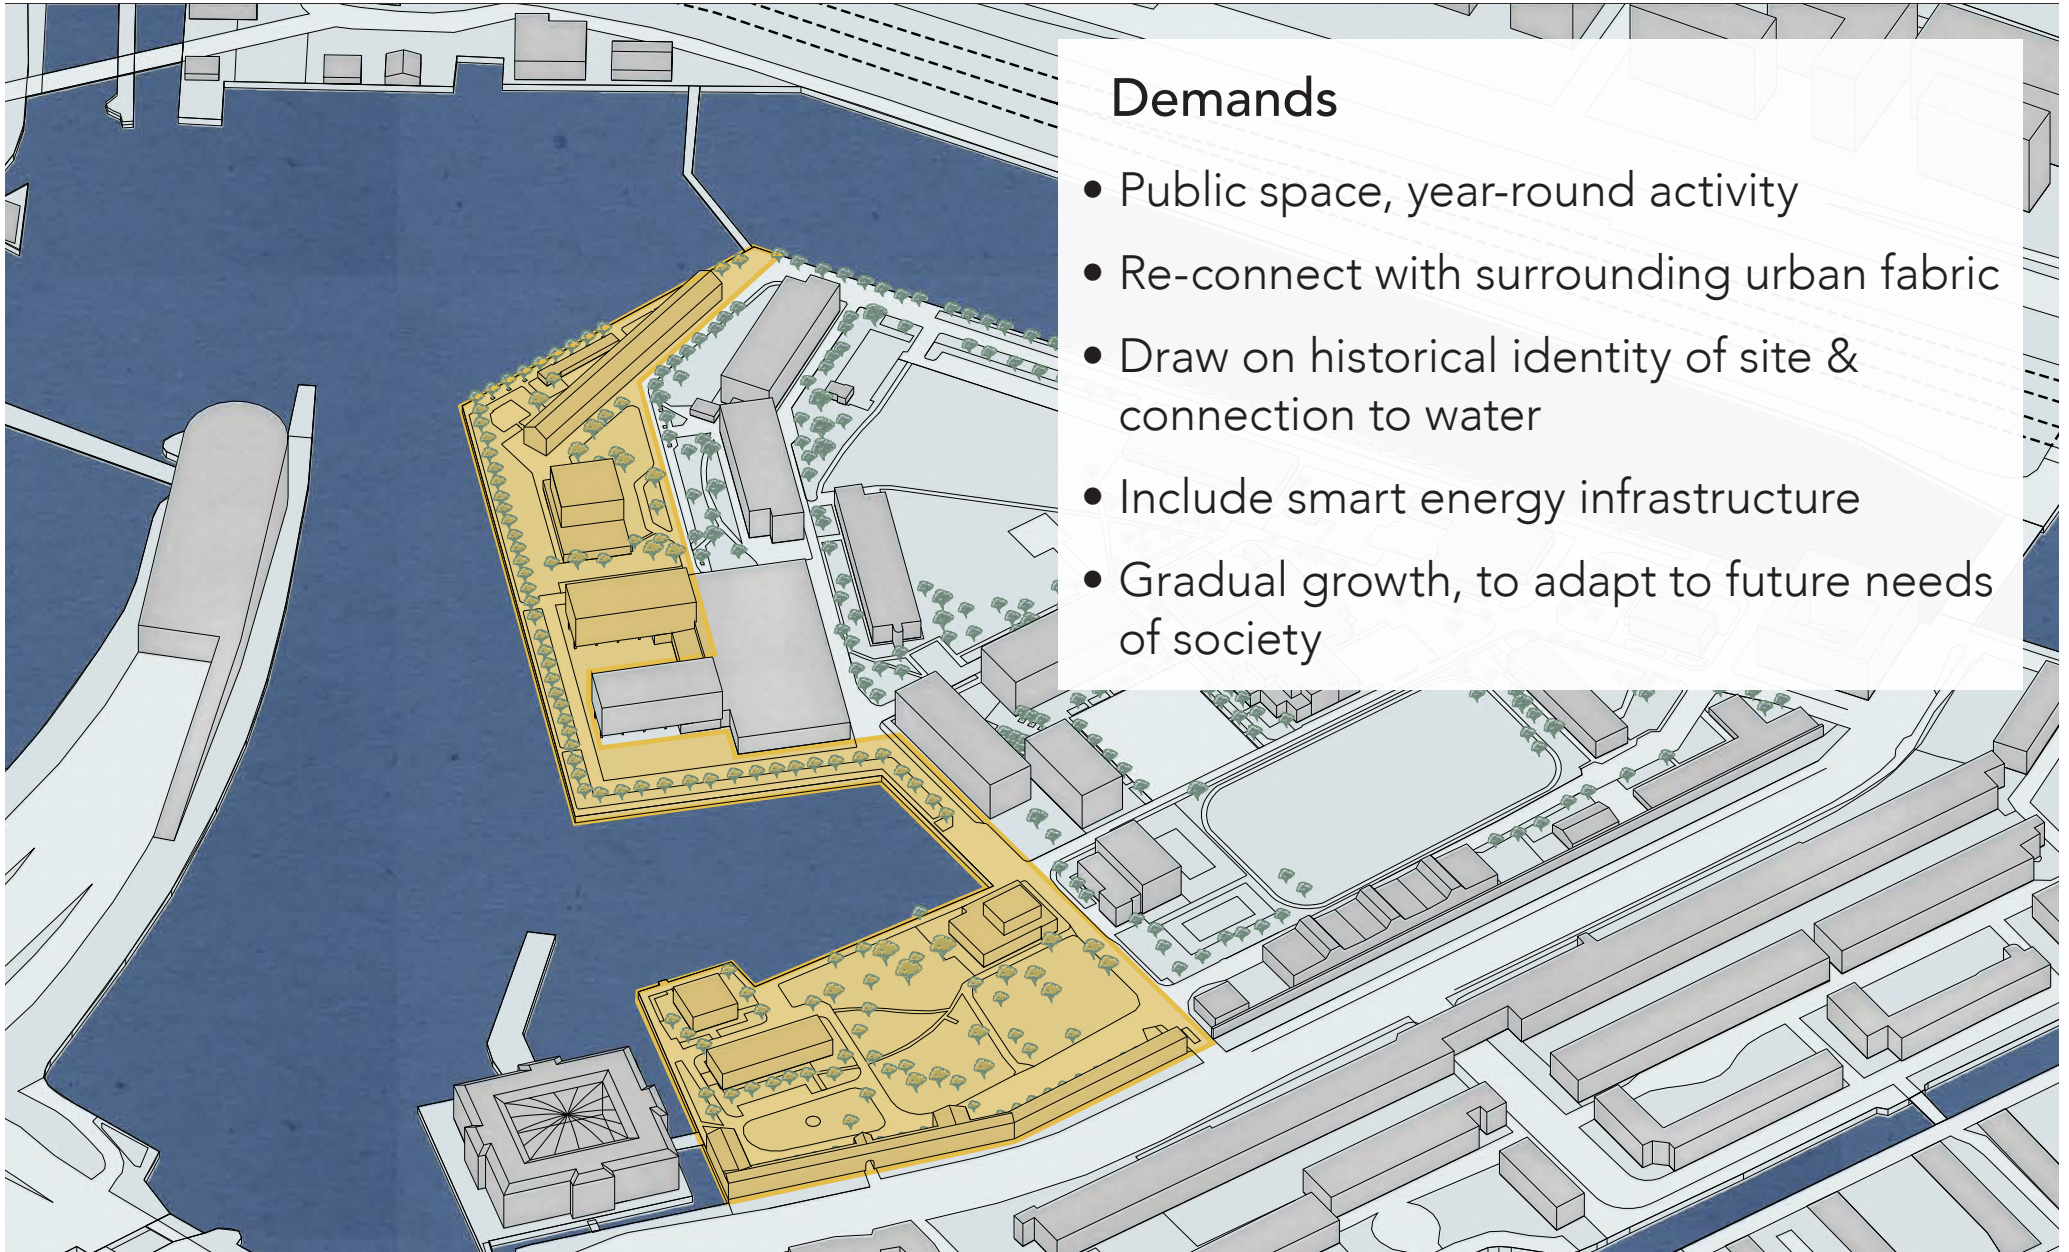 Demands
• Public space, year-round activity
• Re-connect with surrounding urban fabric
• Draw on historical identity of site &
connection to water
• Include smart energy infrastructure
• Gradual growth, to adapt to future needs
of society